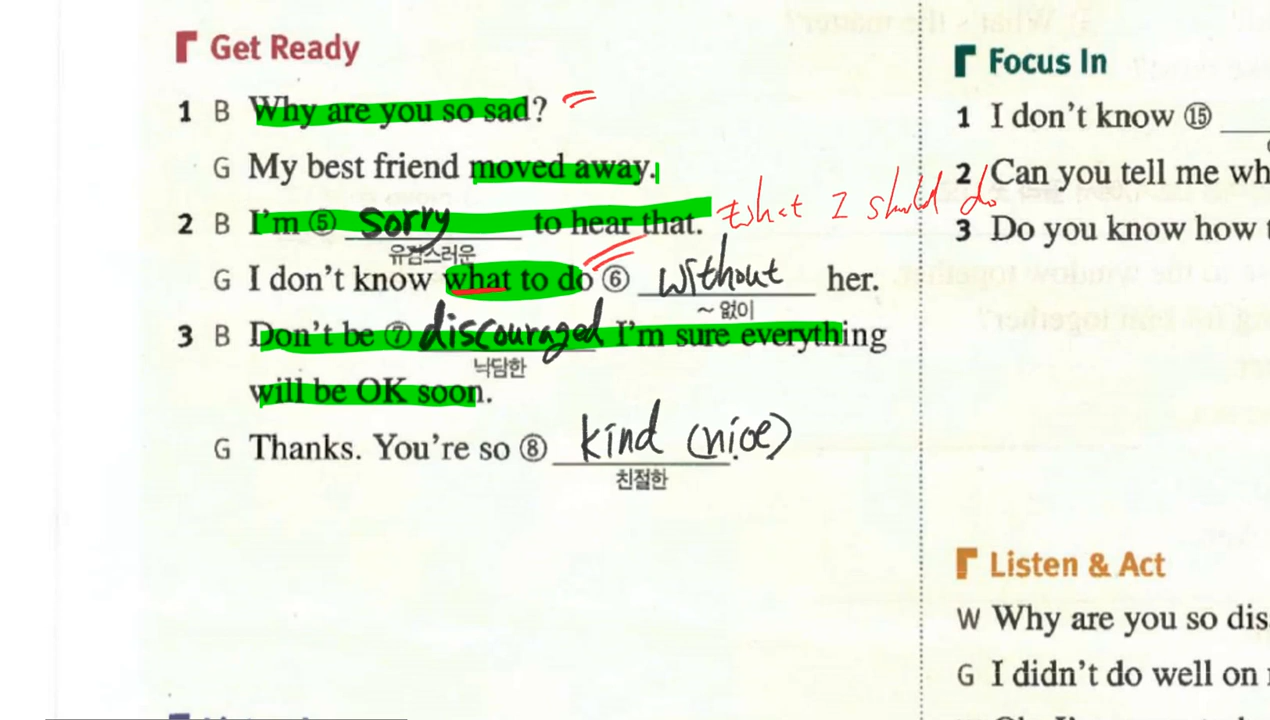 Get Ready
1 B Why are you so sad?
G My best friend moved away.
2 B I'm ⑤ sorry to hear that. what I should do
유감스러운
G I don't know what to do ⑥ without her.
~ 없이
3 B Don't be ⑦ discouraged I'm sure everything
낙담한
will be OK soon.
G Thanks. You're so ⑧ kind (nice)
친절한
Focus In
1 I don't know ⑮
2 Can you tell me wh
3 Do you know how t
Listen & Act
W Why are you so dis
G I didn't do well on